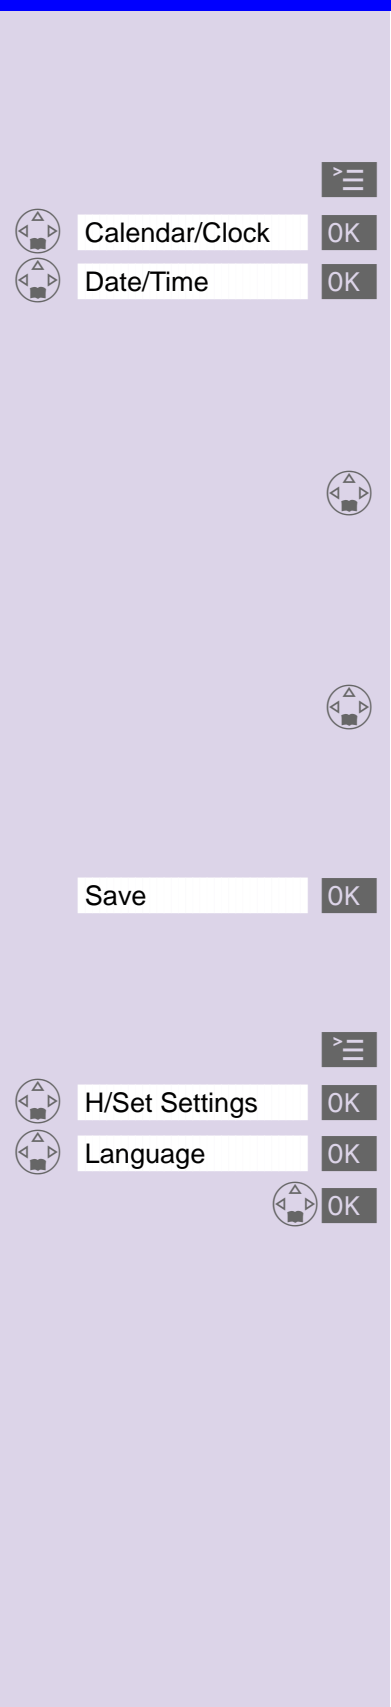 Calendar/Clock OK
Date/Time OK
Save OK
H/Set Settings OK
Language OK
OK